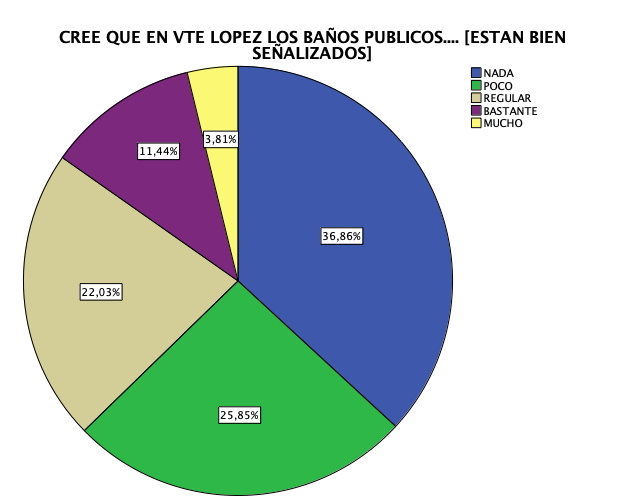 CREE QUE EN VTE LOPEZ LOS BAÑOS PUBLICOS.... [ESTAN BIEN
SEÑALIZADOS]
NADA
POCO
REGULAR
BASTANTE
MUCHO
3,81%
11,44%
36,86%
22,03%
25,85%